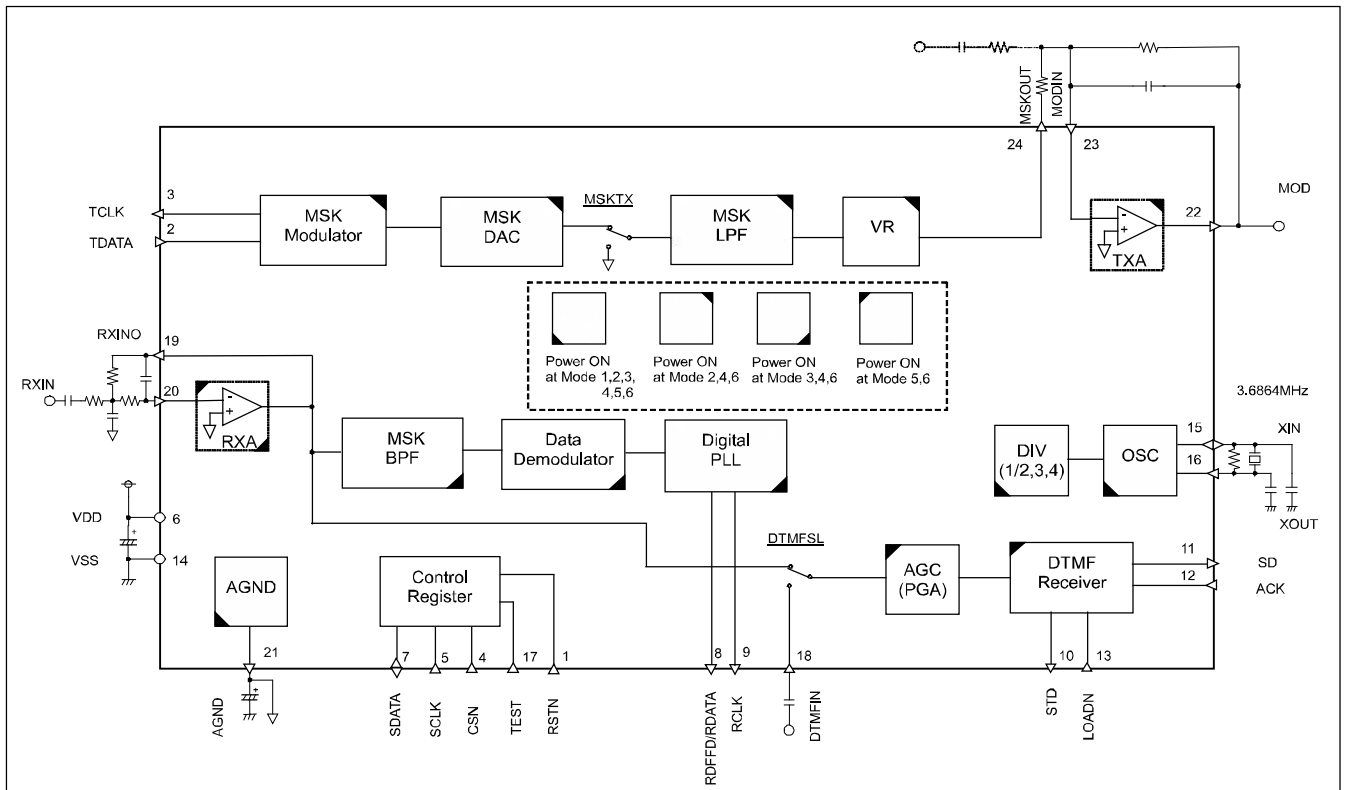 MSKOUT
MODIN
24
23
MOD
3
TCLK
2
TDATA
MSK
Modulator
MSK
DAC
MSKTX
MSK
LPF
VR
-
+
TXA
22
Power ON
at Mode 1,2,3,
4,5,6
Power ON
at Mode 2,4,6
Power ON
at Mode 3,4,6
Power ON
at Mode 5,6
RXINO
19
RXIN
20
-
+
RXA
MSK
BPF
Data
Demodulator
Digital
PLL
3.6864MHz
DIV
(1/2,3,4)
OSC
15
XIN
16
XOUT
VDD
6
+
VSS
14
AGND
21
+
AGND
Control
Register
7
5
4
17
1
SDATA
SCLK
CSN
TEST
RSTN
8
9
RDFFD/RDATA
RCLK
DTMFSL
18
DTMFIN
AGC
(PGA)
DTMF
Receiver
11
SD
12
ACK
10
13
STD
LOADN